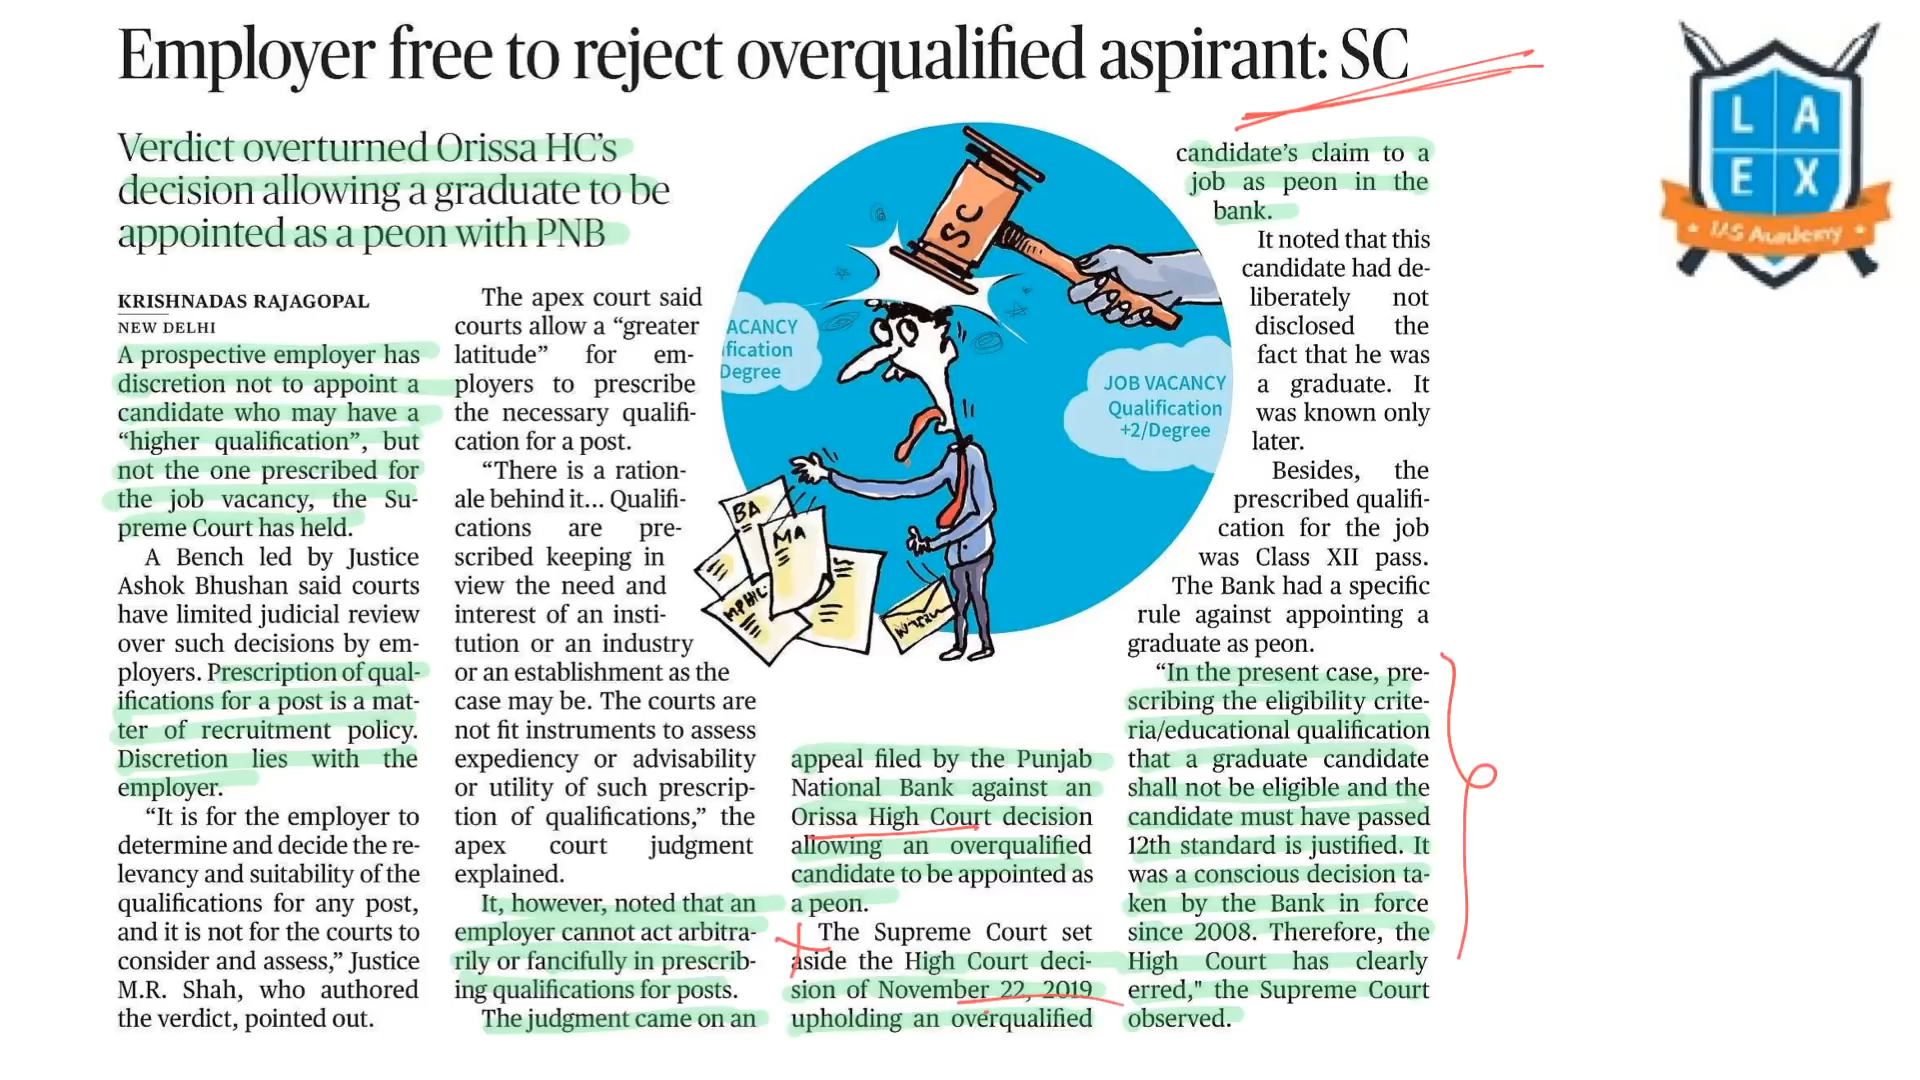 Employer free to reject overqualified aspirant: SC
Verdict overturned Orissa HC's
decision allowing a graduate to be
appointed as a peon with PNB
KRISHNADAS RAJAGOPAL
NEW DELHI
A prospective employer has
discretion not to appoint a
candidate who may have a
“higher qualification”, but
not the one prescribed for
the job vacancy, the Su-
preme Court has held.
A Bench led by Justice
Ashok Bhushan said courts
have limited judicial review
over such decisions by em-
ployers. Prescription of qual-
ifications for a post is a mat-
ter of recruitment policy.
Discretion lies with the
employer.
“It is for the employer to
determine and decide the re-
levancy and suitability of the
qualifications for any post,
and it is not for the courts to
consider and assess,” Justice
M.R. Shah, who authored
the verdict, pointed out.
The apex court said
courts allow a “greater
latitude” for em-
ployers to prescribe
the necessary qualifi-
cation for a post.
“There is a ration-
ale behind it... Qualifi-
cations are pre-
scribed keeping in
view the need and
interest of an insti-
tution or an industry
or an establishment as the
case may be. The courts are
not fit instruments to assess
expediency or advisability
or utility of such prescrip-
tion of qualifications,” the
apex court judgment
explained.
It, however, noted that an
employer cannot act arbitra-
rily or fancifully in prescrib-
ing qualifications for posts.
The judgment came on an
appeal filed by the Punjab
National Bank against an
Orissa High Court decision
allowing an overqualified
candidate to be appointed as
a peon.
The Supreme Court set
aside the High Court deci-
sion of November 22, 2019
upholding an overqualified
candidate's claim to a
job as peon in the
bank.
It noted that this
candidate had de-
liberately not
disclosed the
fact that he was
a graduate. It
was known only
later.
Besides, the
prescribed qualifi-
cation for the job
was Class XII pass.
The Bank had a specific
rule against appointing a
graduate as peon.
“In the present case, pre-
scribing the eligibility crite-
ria/educational qualification
that a graduate candidate
shall not be eligible and the
candidate must have passed
12th standard is justified. It
was a conscious decision ta-
ken by the Bank in force
since 2008. Therefore, the
High Court has clearly
erred," the Supreme Court
observed.
SC
ACANCY
fication
Degree
JOB VACANCY
Qualification
+2/Degree
BA
MA
MPHIL
L A
E X
IAS Academy